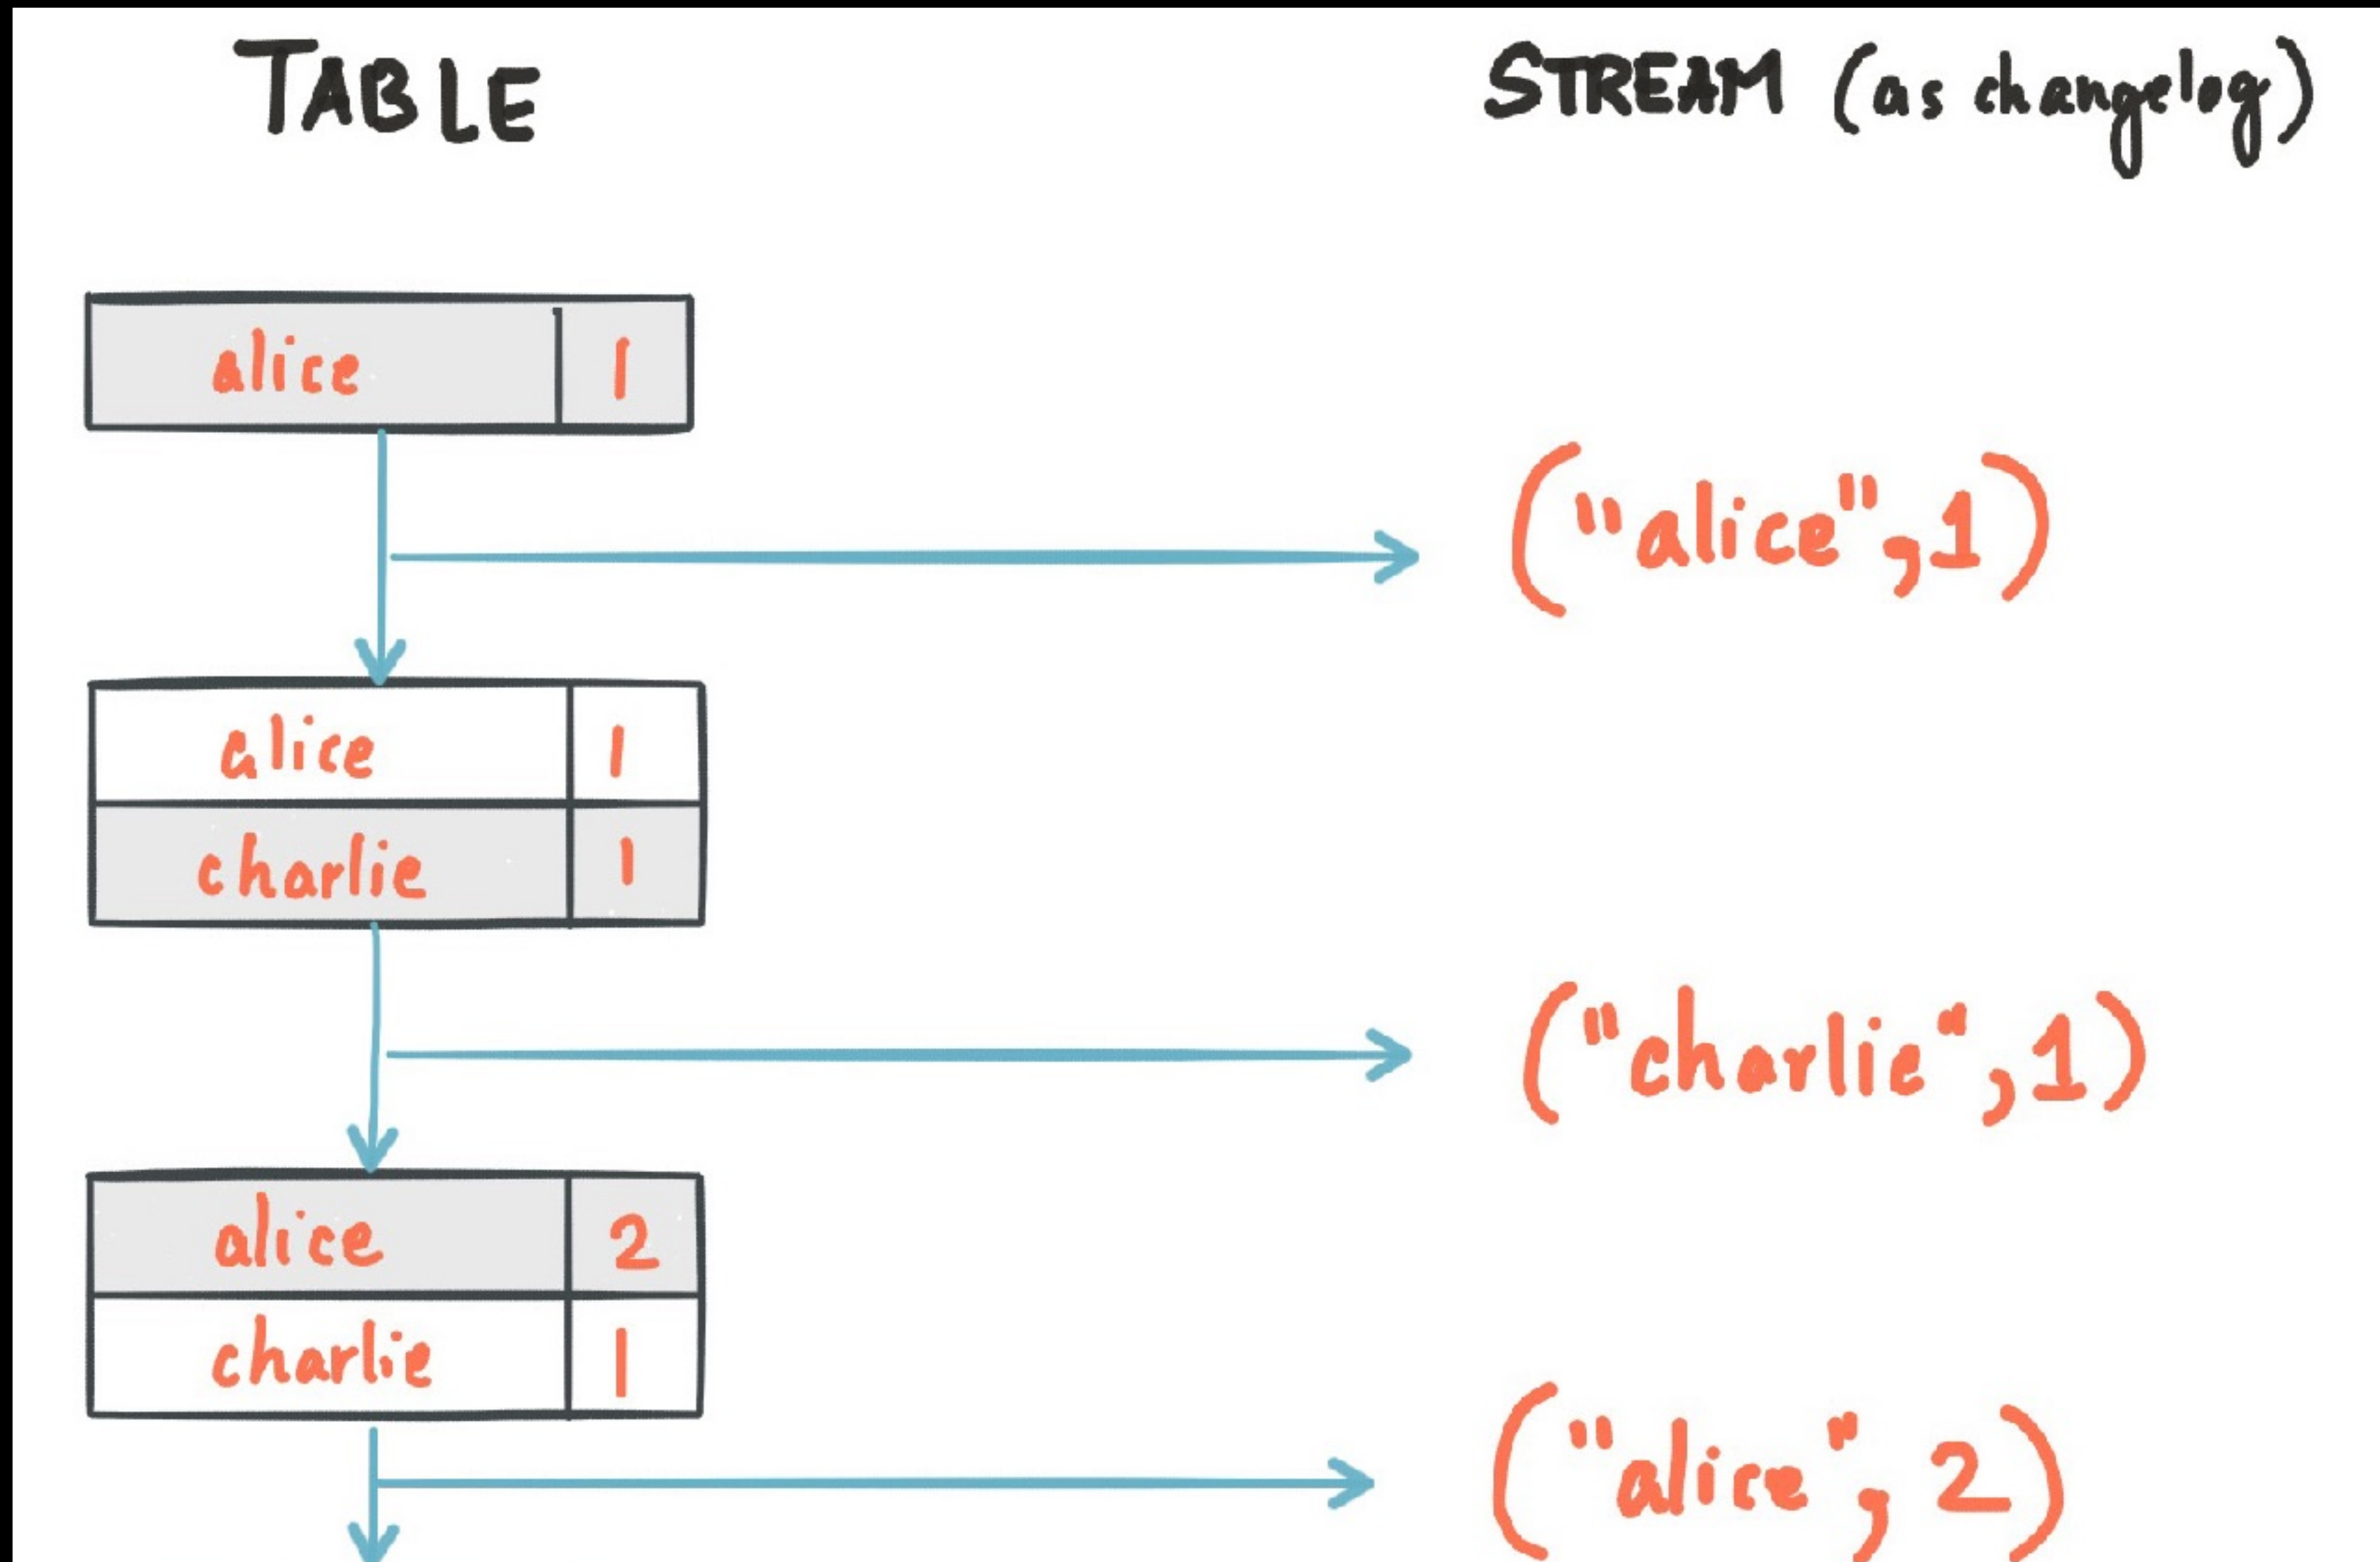 TABLE
STREAM (as changelog)
alice 1
("alice", 1)
alice 1
charlie 1
("charlie", 1)
alice 2
charlie 1
("alice", 2)